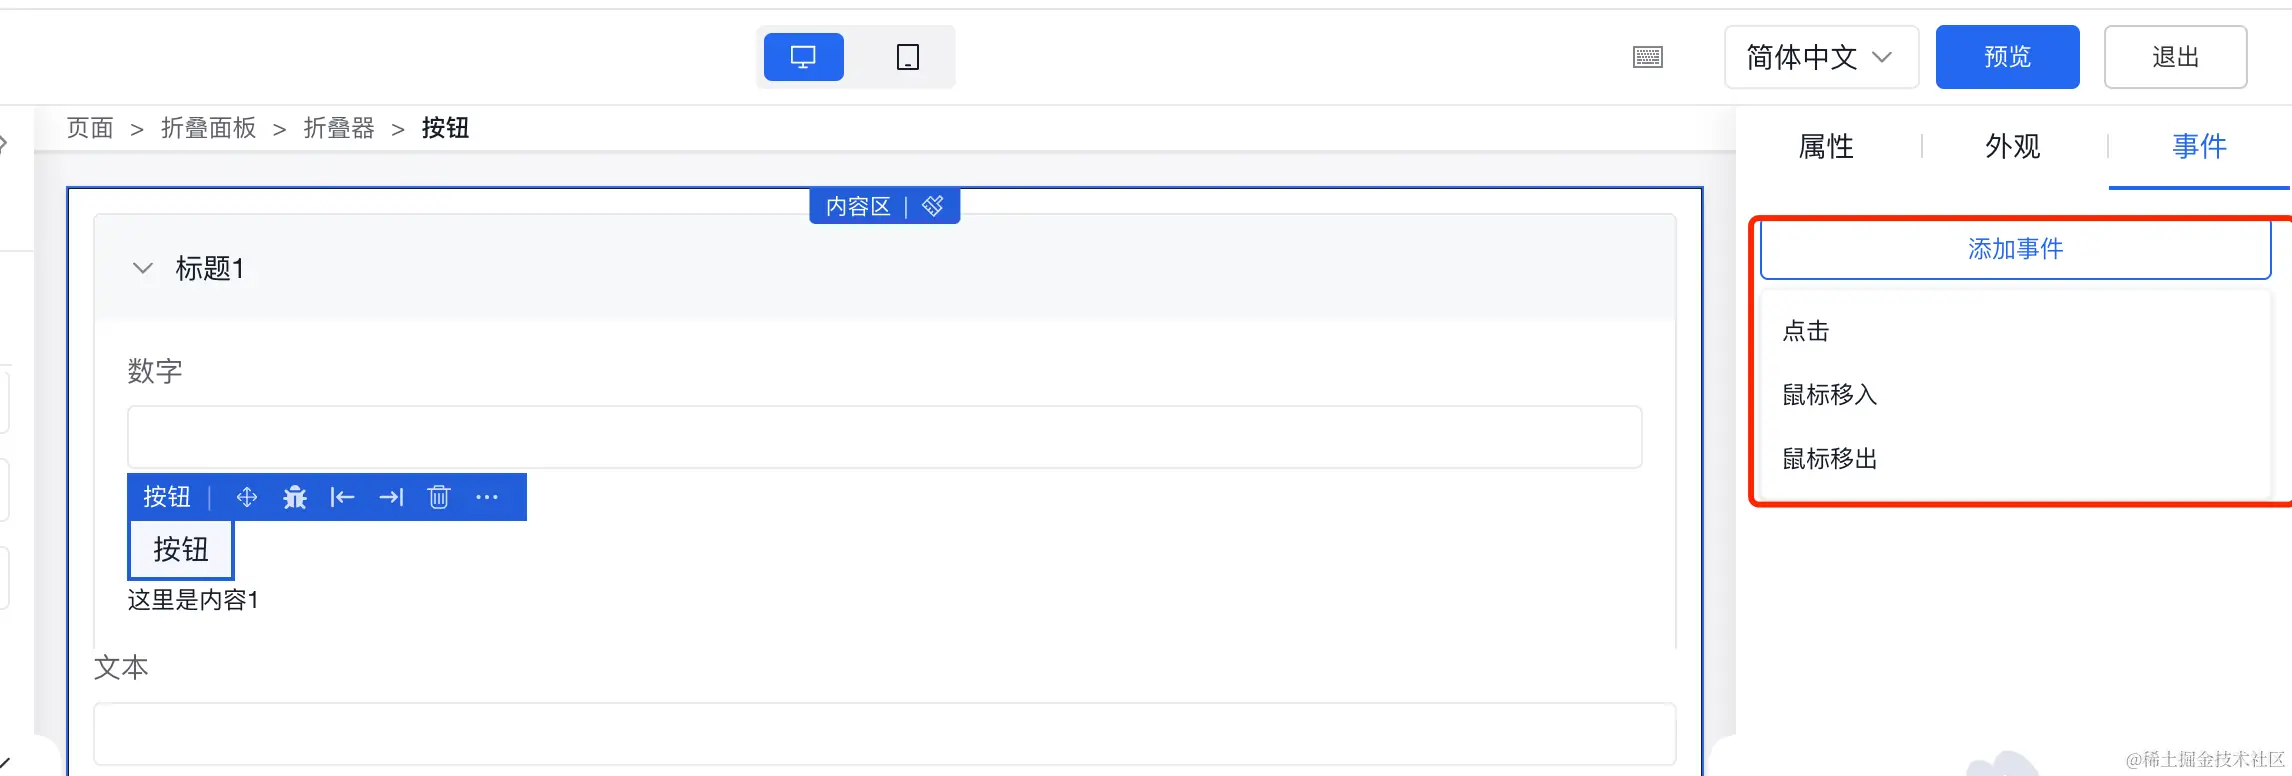 简体中文
预览
退出
页面 > 折叠面板 > 折叠器 > 按钮
属性
外观
事件
内容区
标题1
数字
按钮
按钮
这里是内容1
文本
添加事件
点击
鼠标移入
鼠标移出
@稀土掘金技术社区